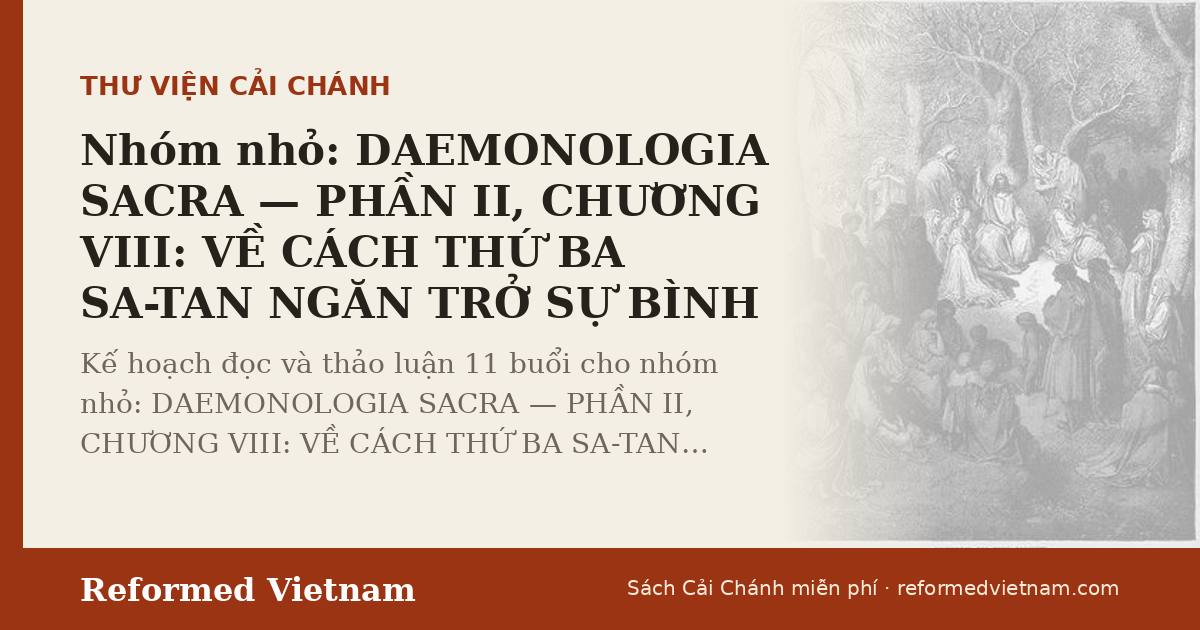 THƯ VIỆN CẢI CHÁNH
Nhóm nhỏ: DAEMONOLOGIA
SACRA — PHẦN II, CHƯƠNG
VIII: VỀ CÁCH THỨ BA
SA-TAN NGĂN TRỞ SỰ BÌNH
Kế hoạch đọc và thảo luận 11 buổi cho nhóm
nhỏ: DAEMONOLOGIA SACRA — PHẦN II,
CHƯƠNG VIII: VỀ CÁCH THỨ BA SA-TAN…
Reformed Vietnam
Sách Cải Chánh miễn phí · reformedvietnam.com